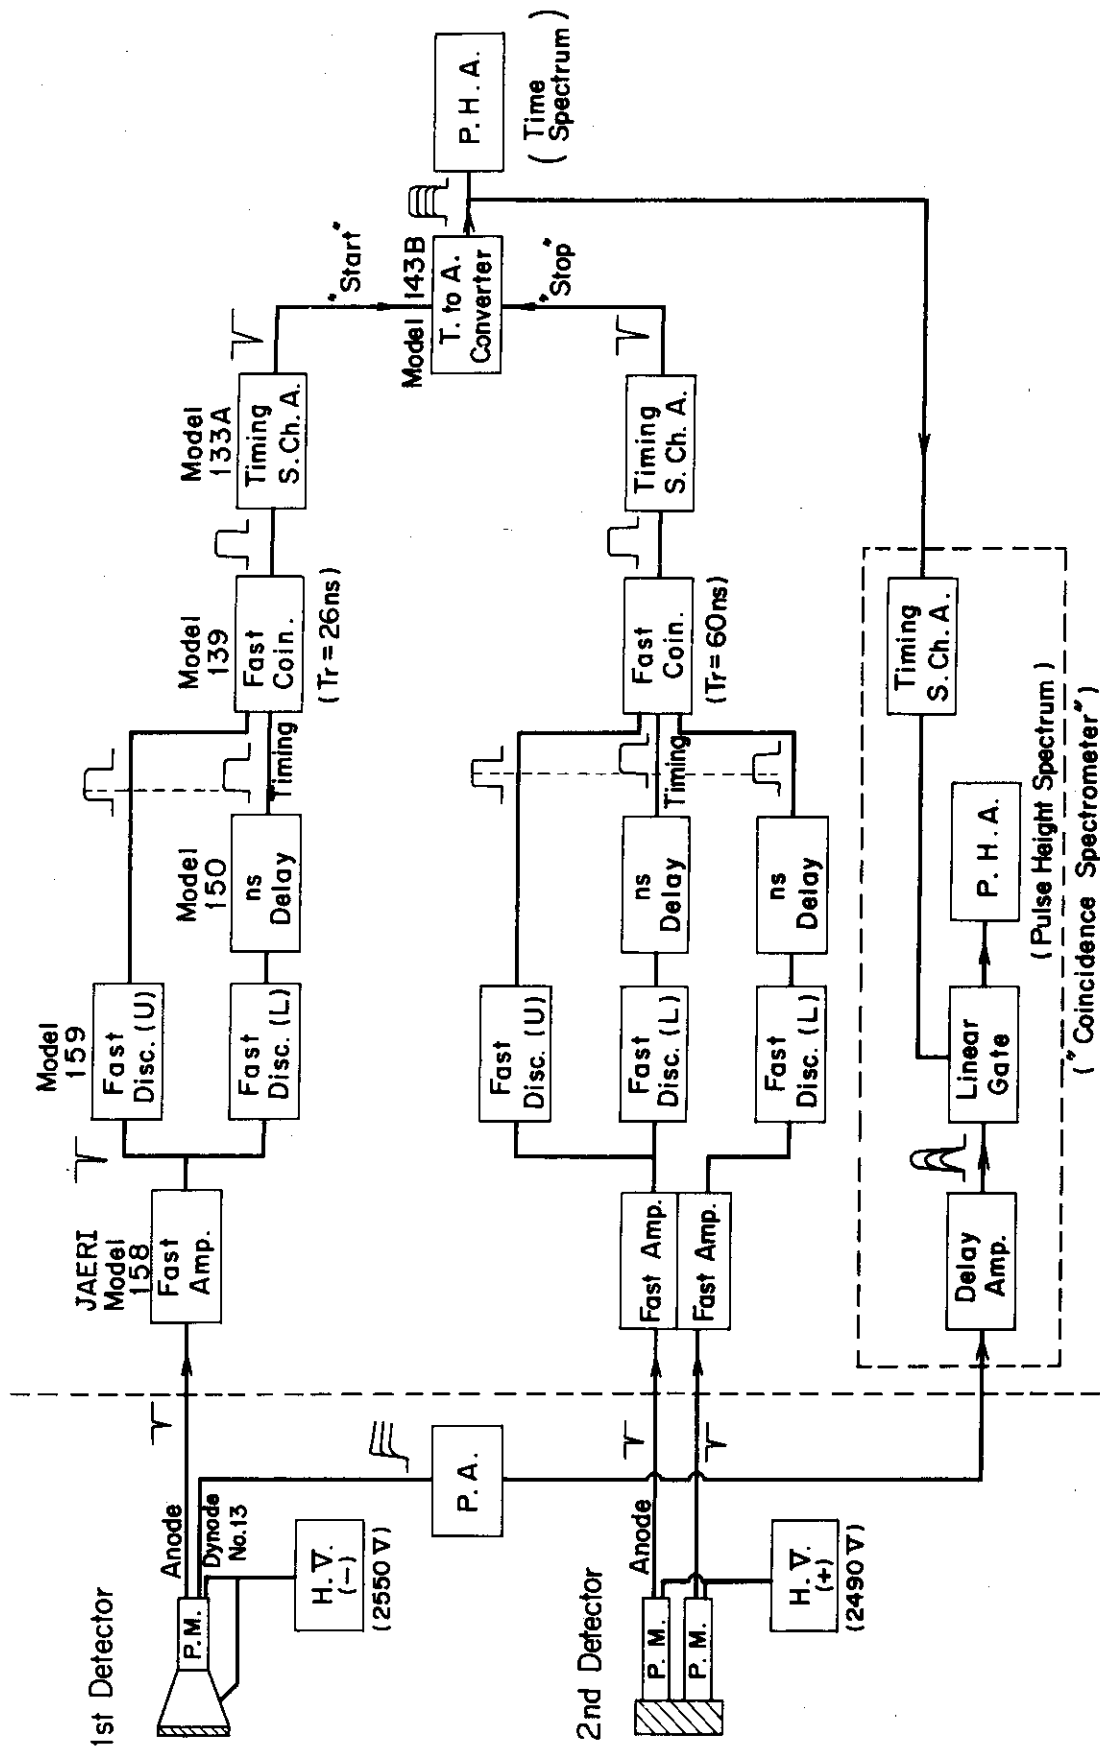 1st Detector
P.M.
Anode
Dynode
No.13
H.V.
(-)
(2550 V)
P.A.
JAERI
Model
158
Fast
Amp.
Model
159
Fast
Disc.(U)
Fast
Disc.(L)
Model
150
ns
Delay
Timing
Model
139
Fast
Coin.
(Tr=26ns)
Model
133A
Timing
S.Ch.A.
"Start"
Model 143B
T. to A.
Converter
"Stop"
P.H.A.
(Time
Spectrum)
2nd Detector
P.M.
P.M.
Anode
H.V.
(+)
(2490 V)
Fast Amp.
Fast Amp.
Fast
Disc.(U)
Fast
Disc.(L)
Fast
Disc.(L)
ns
Delay
ns
Delay
Timing
Fast
Coin.
(Tr=60ns)
Timing
S.Ch.A.
Delay
Amp.
Linear
Gate
P.H.A.
Timing
S.Ch.A.
(Pulse Height Spectrum)
("Coincidence Spectrometer")